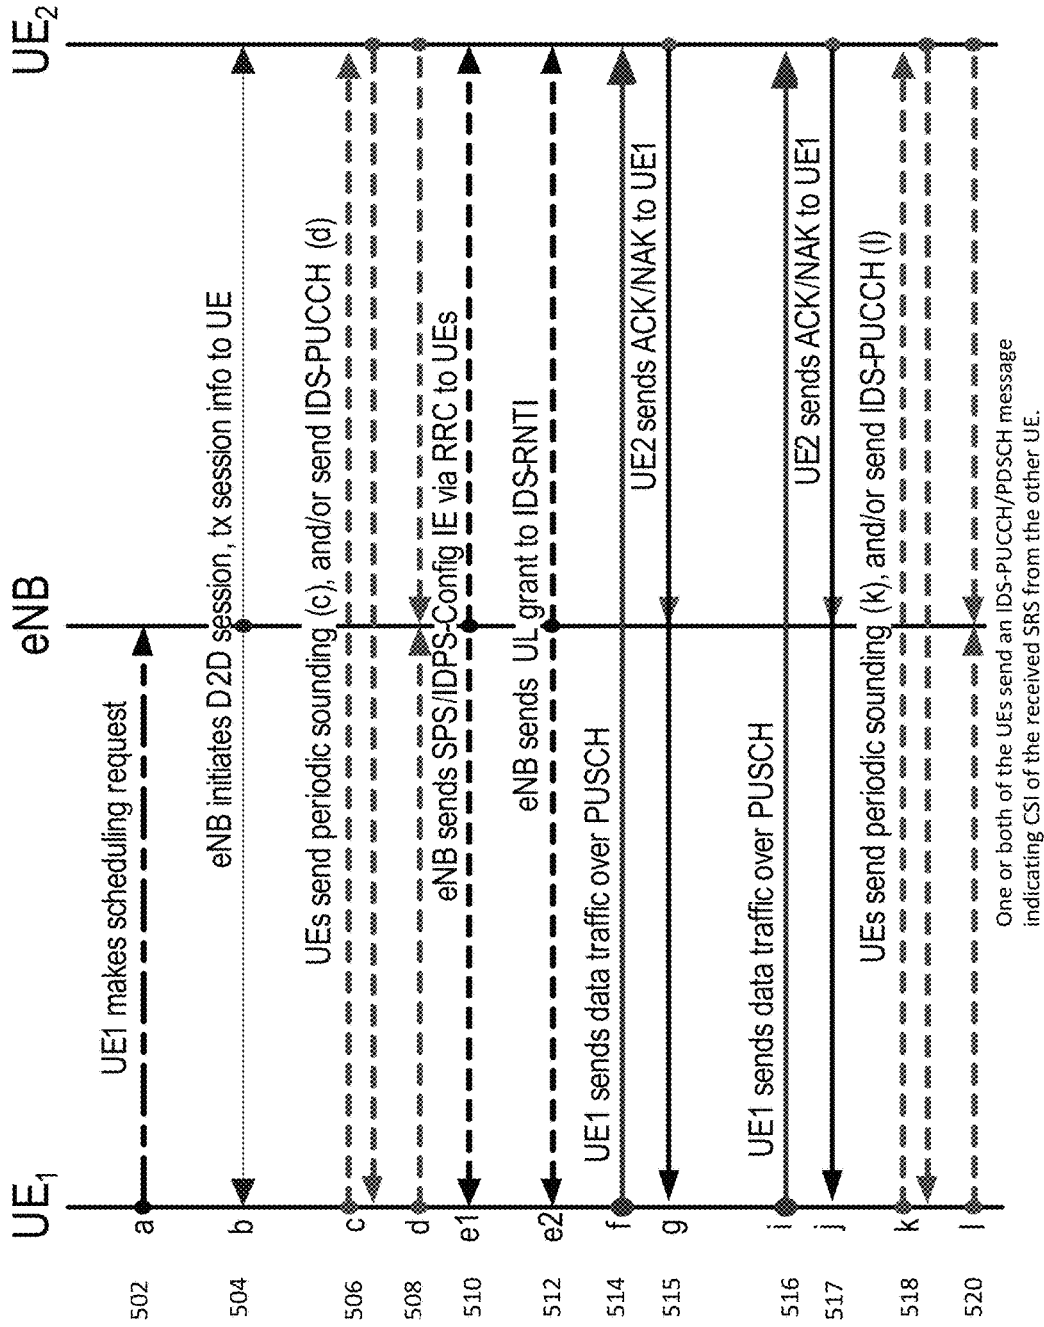 UE1
eNB
UE2
502
a
UE1 makes scheduling request
504
b
eNB initiates D2D session, tx session info to UE
506
c
UEs send periodic sounding (c), and/or send IDS-PUCCH (d)
508
d
510
e1
eNB sends SPS/IDPS-Config IE via RRC to UEs
512
e2
eNB sends UL grant to IDS-RNTI
514
f
UE1 sends data traffic over PUSCH
515
g
UE2 sends ACK/NAK to UE1
516
i
UE1 sends data traffic over PUSCH
517
j
UE2 sends ACK/NAK to UE1
518
k
UEs send periodic sounding (k), and/or send IDS-PUCCH (l)
520
l
One or both of the UEs send an IDS-PUCCH/PDSCH message
indicating CSI of the received SRS from the other UE.